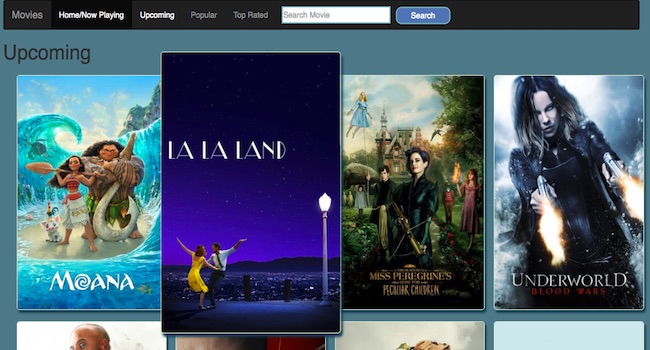 Movies Home/Now Playing Upcoming Popular Top Rated Search Movie Search
Upcoming
LA LA LAND
MOANA
MISS PEREGRINE'S
HOME FOR
PECULIAR CHILDREN
UNDERWORLD
BLOOD WARS